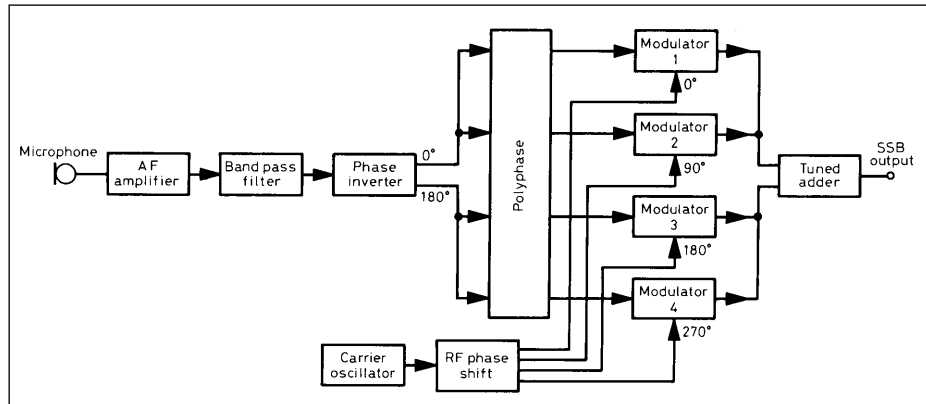 Microphone
AF
amplifier
Band pass
filter
Phase
inverter
0°
180°
Polyphase
Modulator
1
0°
Modulator
2
90°
Modulator
3
180°
Modulator
4
270°
Tuned
adder
SSB
output
Carrier
oscillator
RF phase
shift